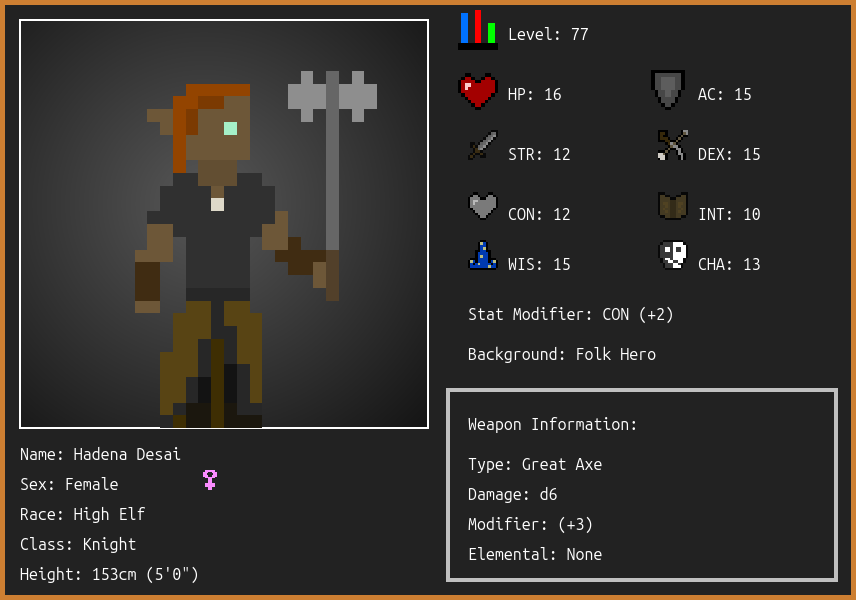 Level: 77
HP: 16
AC: 15
STR: 12
DEX: 15
CON: 12
INT: 10
WIS: 15
CHA: 13
Stat Modifier: CON (+2)
Background: Folk Hero
Weapon Information:
Type: Great Axe
Damage: d6
Modifier: (+3)
Elemental: None
Name: Hadena Desai
Sex: Female
Race: High Elf
Class: Knight
Height: 153cm (5'0")